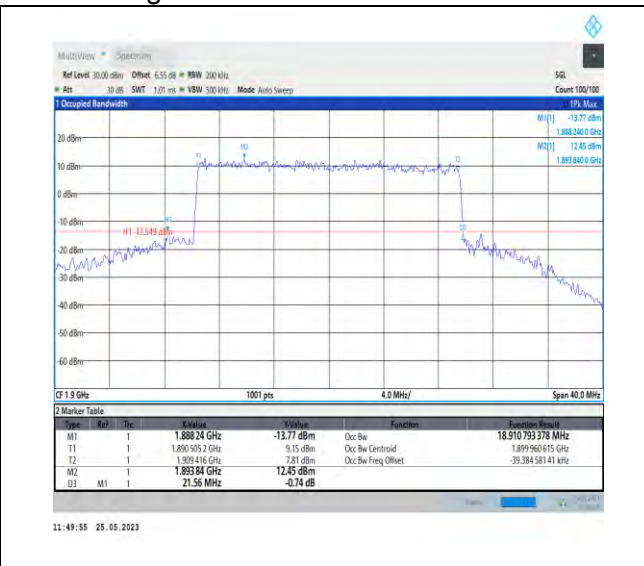 MultiView Spectrum
Ref Level 30.00 dBm Offset 6.55 dB RBW 200 kHz SGL
Att 30 dB SWT 1.01 ms VBW 500 kHz Mode Auto Sweep Count 100/100
1 Occupied Bandwidth 1Pk Max
M1[1] -13.77 dBm
1.888 240 0 GHz
20 dBm M2[1] 12.45 dBm
1.893 840 0 GHz
M2
T1
10 dBm
0 dBm
-10 dBm
M1
H1 -13.549 dBm
-20 dBm
-40 dBm
-50 dBm
-60 dBm
CF 1.9 GHz 1001 pts 4.0 MHz/ Span 40.0 MHz
2 Marker Table
Type Ref Trc X-Value Y-Value Function Function Result
M1 1 1.888 24 GHz -13.77 dBm Occ Bw 18.910 793 378 MHz
T1 1 1.890 505 2 GHz 9.15 dBm Occ Bw Centroid 1.899 960 615 GHz
T2 1 1.909 416 GHz 7.81 dBm Occ Bw Freq Offset -39.384 581 41 kHz
M2 1 1.893 84 GHz 12.45 dBm
D3 M1 1 21.56 MHz -0.74 dB
11:49:55 25.05.2023